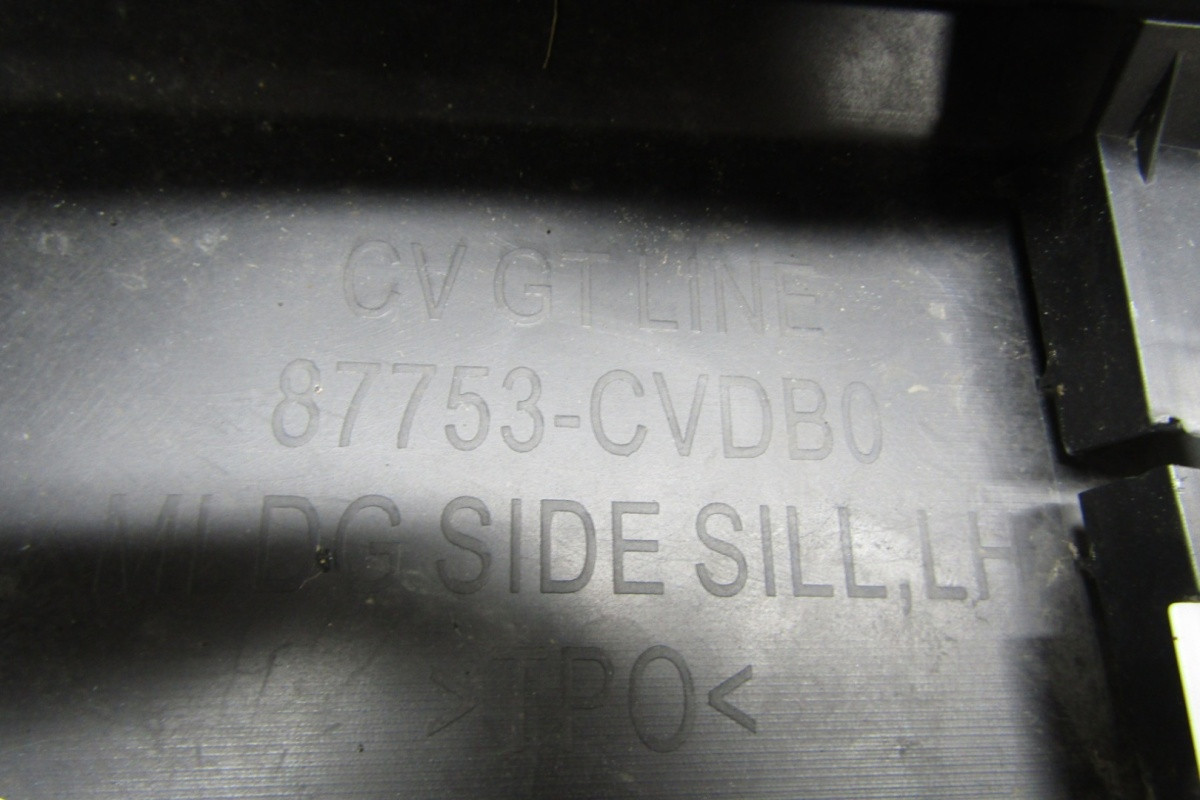 CV GT LINE
87753-CVDB0
MLDG SIDE SILL,LH
>TPO<